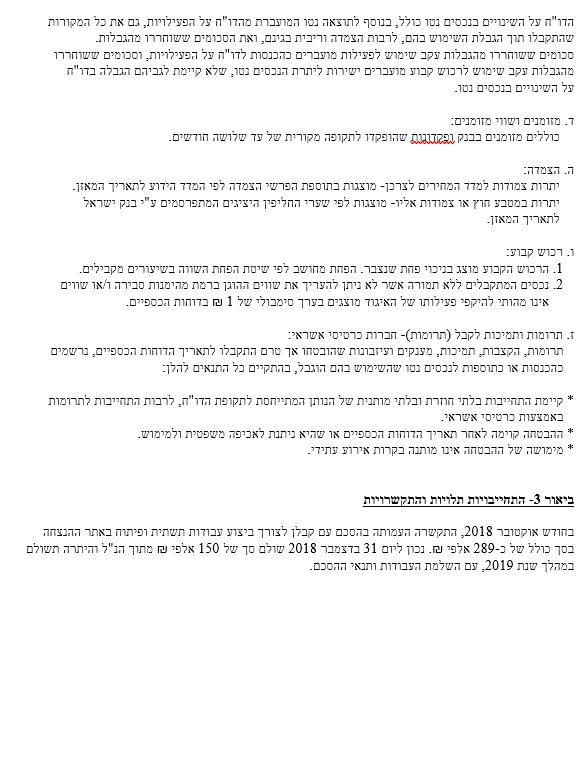 הדו"ח על השינויים בנכסים נטו כולל, בנוסף לתוצאה נטו המועברת מהדו"ח על הפעילויות, גם את כל המקורות
שהתקבלו תוך הגבלת השימוש בהם, לרבות הצמדה וריבית בגינם, ואת הסכומים ששוחררו מהגבלות.
סכומים ששוחררו מהגבלות עקב שימוש לפעילות מועברים כהכנסות לדו"ח על הפעילויות, וסכומים ששוחררו
מהגבלות עקב שימוש לרכוש קבוע מועברים ישירות ליתרת הנכסים נטו, שלא קיימת לגביהם הגבלה בדו"ח
על השינויים בנכסים נטו.
ד. מזומנים ושווי מזומנים:
כוללים מזומנים בבנק ופקדונות שהופקדו לתקופה מקורית של עד שלושה חודשים.
ה. הצמדה:
יתרות צמודות למדד המחירים לצרכן- מוצגות בתוספת הפרשי הצמדה לפי המדד הידוע לתאריך המאזן.
יתרות במטבע חוץ או צמודות אליו- מוצגות לפי שערי החליפין היציגים המתפרסמים ע"י בנק ישראל
לתאריך המאזן.
ו. רכוש קבוע:
1. הרכוש הקבוע מוצג בניכוי פחת שנצבר. הפחת מחושב לפי שיטת הפחת השווה בשיעורים מקבילים.
2. נכסים המתקבלים ללא תמורה אשר לא ניתן להעריך את שווים ההוגן ברמת מהימנות סבירה ו/או שווים
אינו מהותי להיקפי פעילותו של האיגוד מוצגים בערך סימבולי של 1 ₪ בדוחות הכספיים.
ז. תרומות ותמיכות לקבל (תרומות)- חברות כרטיסי אשראי:
תרומות, הקצבות, תמיכות, מענקים ועיזבונות שהובטחו אך טרם התקבלו לתאריך הדוחות הכספיים, נרשמים
כהכנסות או כתוספות לנכסים נטו שהשימוש בהם הוגבל, בהתקיים כל התנאים להלן:
* קיימת התחייבות בלתי חוזרת ובלתי מותנית של הנותן המתייחסת לתקופת הדו"ח, לרבות התחייבות לתרומות
באמצעות כרטיסי אשראי.
* ההבטחה קוימה לאחר תאריך הדוחות הכספיים או שהיא ניתנת לאכיפה משפטית ולמימוש.
* מימושה של ההבטחה אינו מותנה בקרות אירוע עתידי.
ביאור 3- התחייבויות תלויות והתקשרויות
בחודש אוקטובר 2018, התקשרה העמותה בהסכם עם קבלן לצורך ביצוע עבודות תשתית ופיתוח באתר ההנצחה
בסך כולל של כ-289 אלפי ₪. נכון ליום 31 בדצמבר 2018 שולם סך של 150 אלפי ₪ מתוך הנ"ל והיתרה תשולם
במהלך שנת 2019, עם השלמת העבודות ותנאי ההסכם.